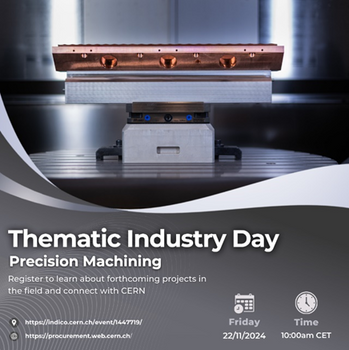 Thematic Industry Day
Precision Machining
Register to learn about forthcoming projects in
the field and connect with CERN
https://indico.cern.ch/event/1447719/
https://procurement.web.cern.ch/
Friday
22/11/2024
Time
10:00am CET